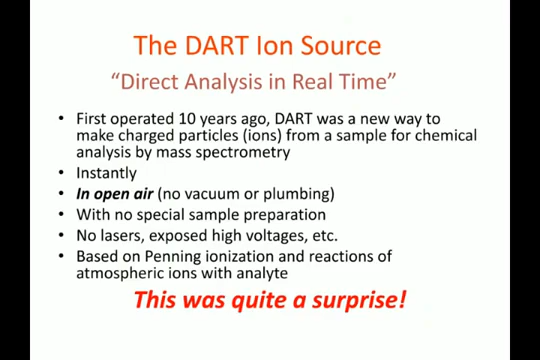 The DART Ion Source
“Direct Analysis in Real Time”
• First operated 10 years ago, DART was a new way to
make charged particles (ions) from a sample for chemical
analysis by mass spectrometry
• Instantly
• In open air (no vacuum or plumbing)
• With no special sample preparation
• No lasers, exposed high voltages, etc.
• Based on Penning ionization and reactions of
atmospheric ions with analyte
This was quite a surprise!